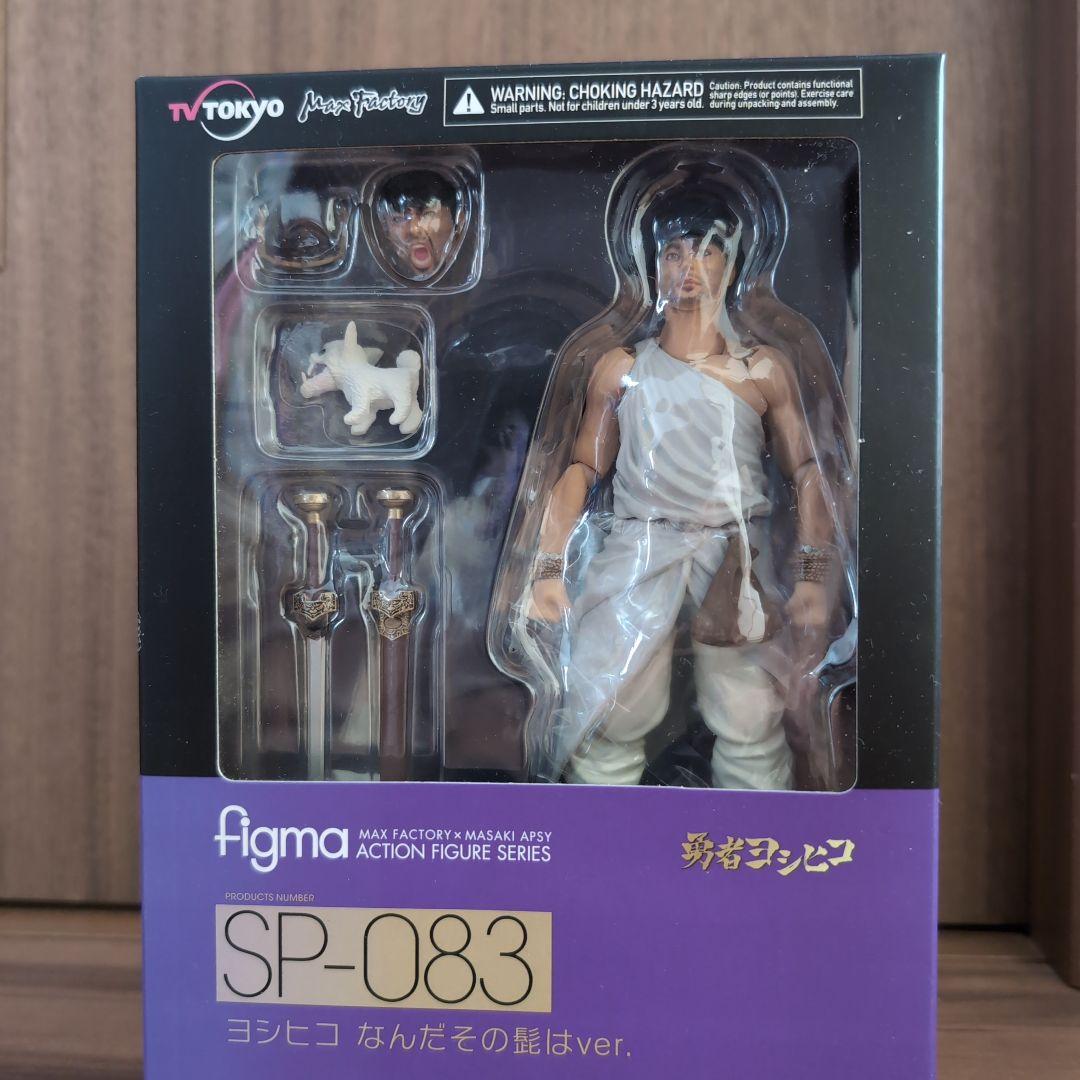 TV TOKYO
Max Factory
WARNING: CHOKING HAZARD
Small parts. Not for children under 3 years old.
Caution: Product contains functional
sharp edges (or points). Exercise care
during unpacking and assembly.
figma
MAX FACTORY × MASAKI APSY
ACTION FIGURE SERIES
勇者ヨシヒコ
PRODUCTS NUMBER
SP-083
ヨシヒコ なんだその髭はver.